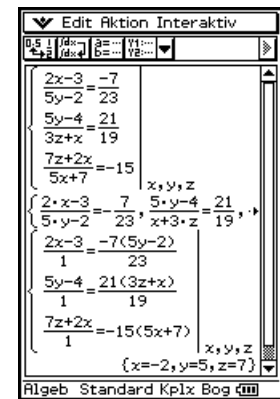 Edit Aktion Interaktiv
(2x-3)/(5y-2)=(-7)/23
(5y-4)/(3z+x)=21/19
(7z+2x)/(5x+7)=-15
x,y,z
{(2·x-3)/(5·y-2)=-7/23, (5·y-4)/(x+3·z)=21/19,
(2x-3)/1=(-7(5y-2))/23
(5y-4)/1=(21(3z+x))/19
(7z+2x)/1=-15(5x+7)
x,y,z
{x=-2,y=5,z=7}
Algeb Standard Kplx Bog